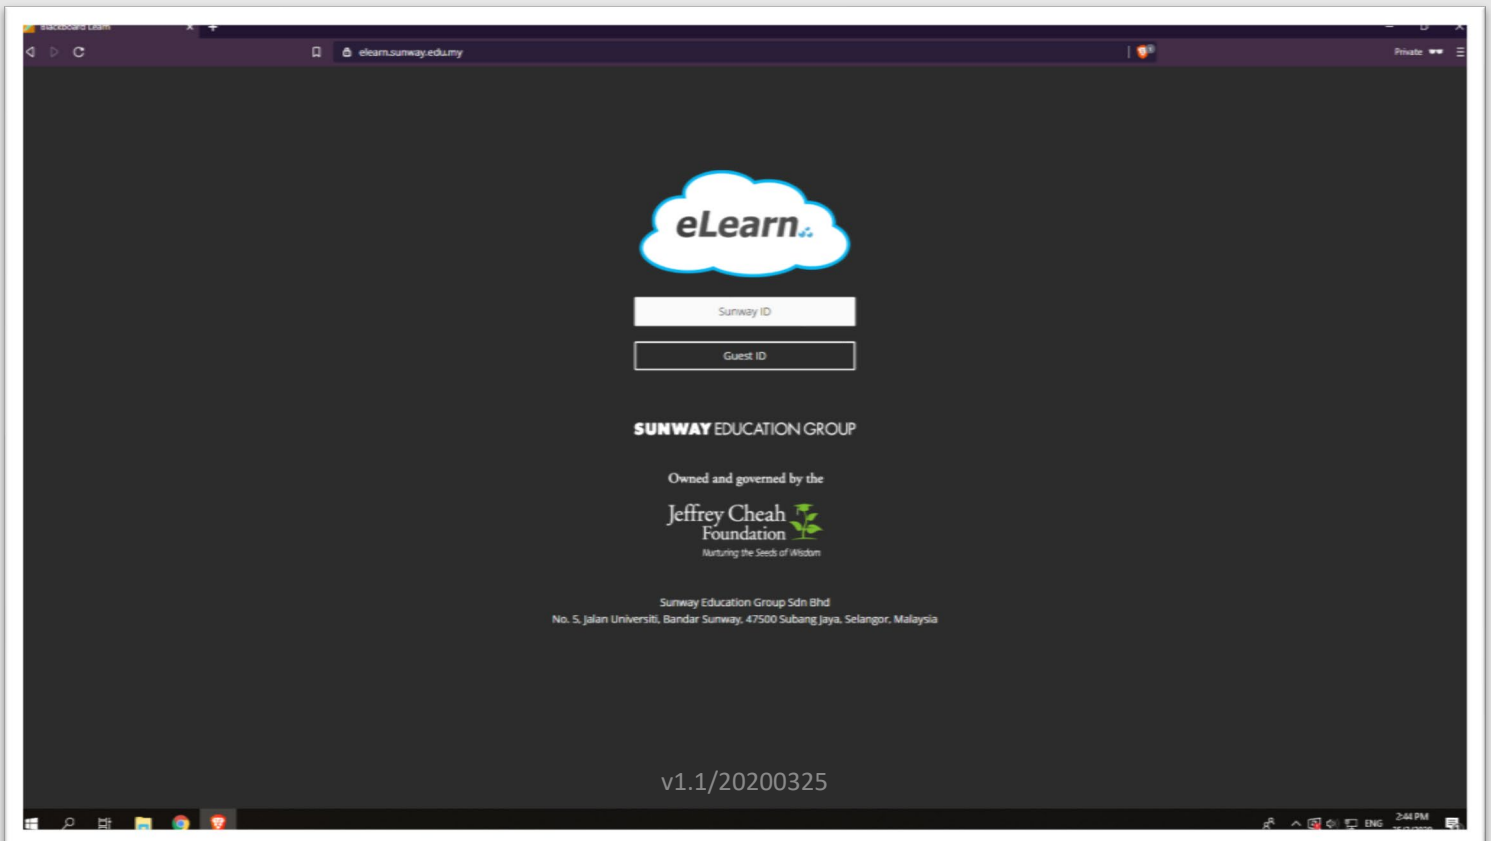 Blackboard Learn
elearn.sunway.edu.my
Private
eLearn
Sunway ID
Guest ID
SUNWAY EDUCATION GROUP
Owned and governed by the
Jeffrey Cheah
Foundation
Nurturing the Seeds of Wisdom
Sunway Education Group Sdn Bhd
No. 5, Jalan Universiti, Bandar Sunway, 47500 Subang Jaya, Selangor, Malaysia
v1.1/20200325
ENG
2:44 PM